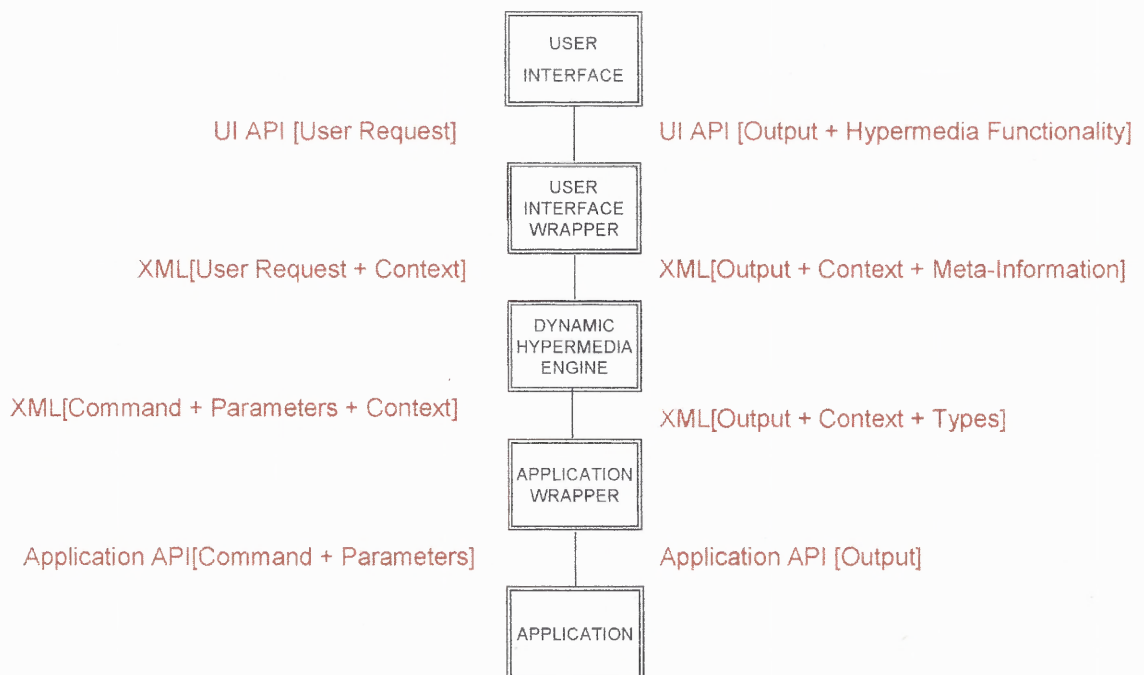 USER
INTERFACE
UI API [User Request]
UI API [Output + Hypermedia Functionality]
USER
INTERFACE
WRAPPER
XML[User Request + Context]
XML[Output + Context + Meta-Information]
DYNAMIC
HYPERMEDIA
ENGINE
XML[Command + Parameters + Context]
XML[Output + Context + Types]
APPLICATION
WRAPPER
Application API[Command + Parameters]
Application API [Output]
APPLICATION